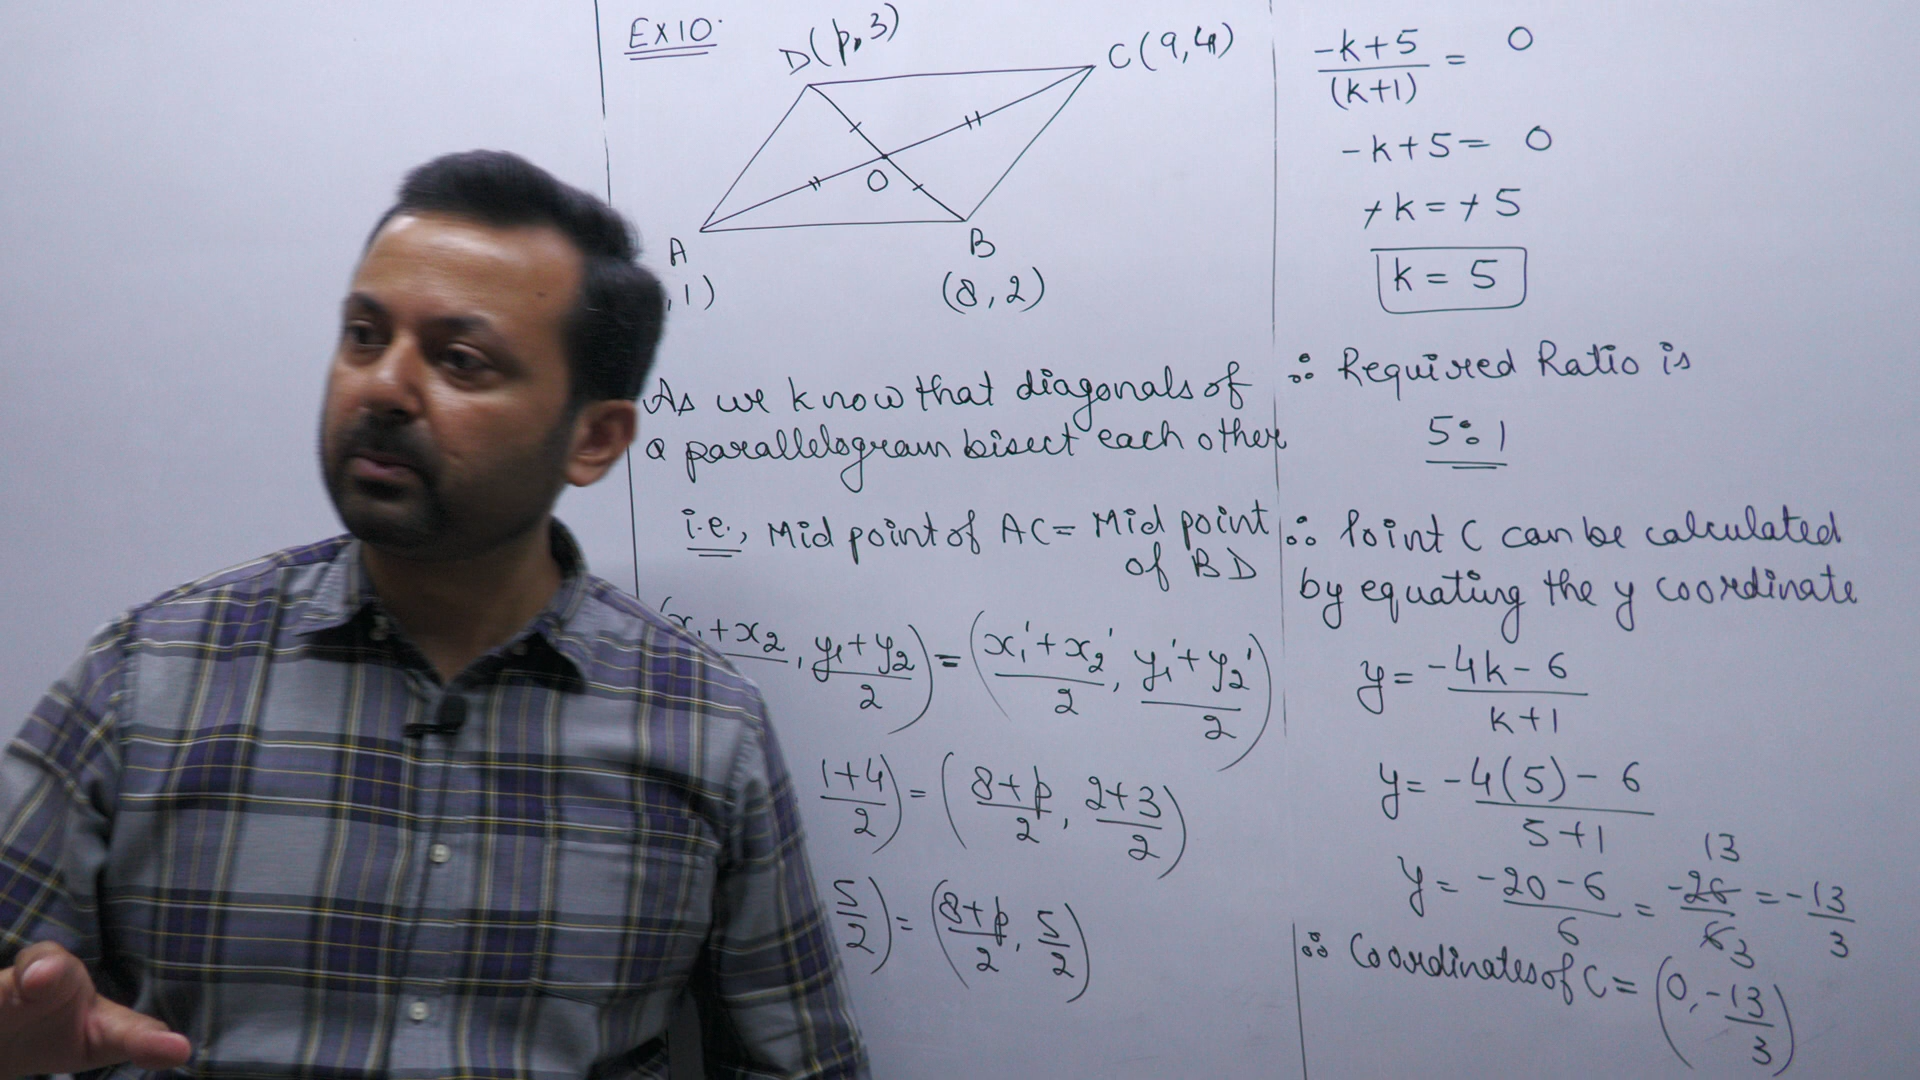 EX10.
D(p,3)
C(9,4)
O
A
B
,1)
(8,2)
As we know that diagonals of
a parallelogram bisect each other
i.e., Mid point of AC = Mid point
of BD
x₁+x₂ , y₁+y₂/2) = (x₁'+x₂'/2, y₁'+y₂'/2)
1+4/2) = (8+p/2, 2+3/2)
5/2) = (8+p/2, 5/2)
-k+5/(k+1) = 0
-k+5= 0
+k=+5
k = 5
∴ Required Ratio is
5:1
∴ Point C can be calculated
by equating the y coordinate
y= -4k-6/k+1
y= -4(5)-6/5+1
y= -20-6/6 = -26/6 = -13/3
13
3
∴ Coordinates of C = (0, -13/3)